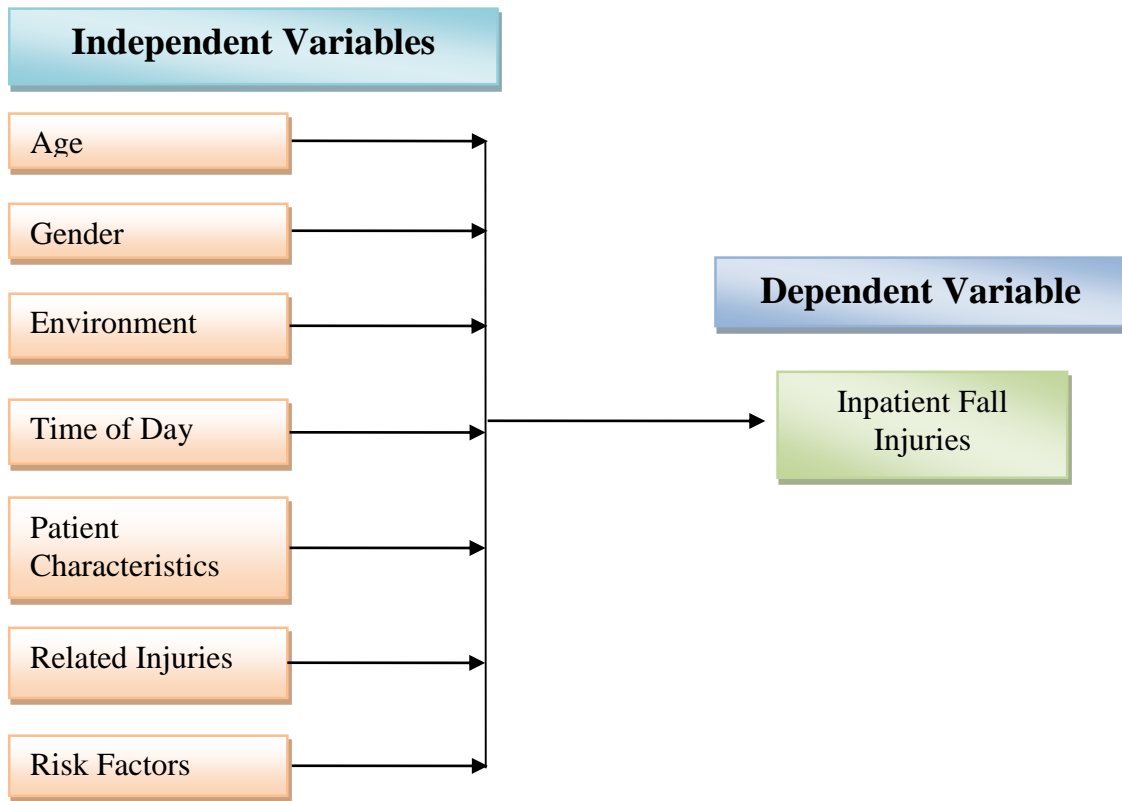 Independent Variables
Age
Gender
Environment
Time of Day
Patient
Characteristics
Related Injuries
Risk Factors
Dependent Variable
Inpatient Fall
Injuries